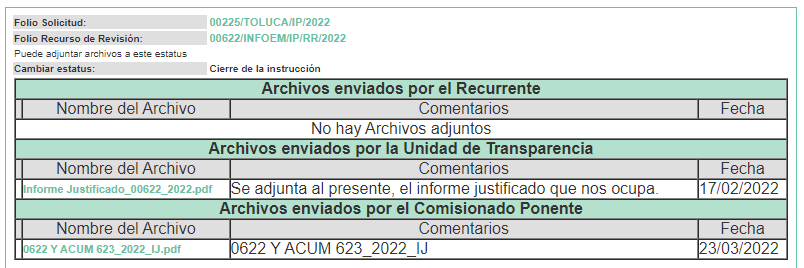 Folio Solicitud: 00225/TOLUCA/IP/2022
Folio Recurso de Revisión: 00622/INFOEM/IP/RR/2022
Puede adjuntar archivos a este estatus
Cambiar estatus: Cierre de la instrucción
Archivos enviados por el Recurrente
Nombre del Archivo Comentarios Fecha
No hay Archivos adjuntos
Archivos enviados por la Unidad de Transparencia
Nombre del Archivo Comentarios Fecha
Informe Justificado_00622_2022.pdf Se adjunta al presente, el informe justificado que nos ocupa. 17/02/2022
Archivos enviados por el Comisionado Ponente
Nombre del Archivo Comentarios Fecha
0622 Y ACUM 623_2022_IJ.pdf 0622 Y ACUM 623_2022_IJ 23/03/2022